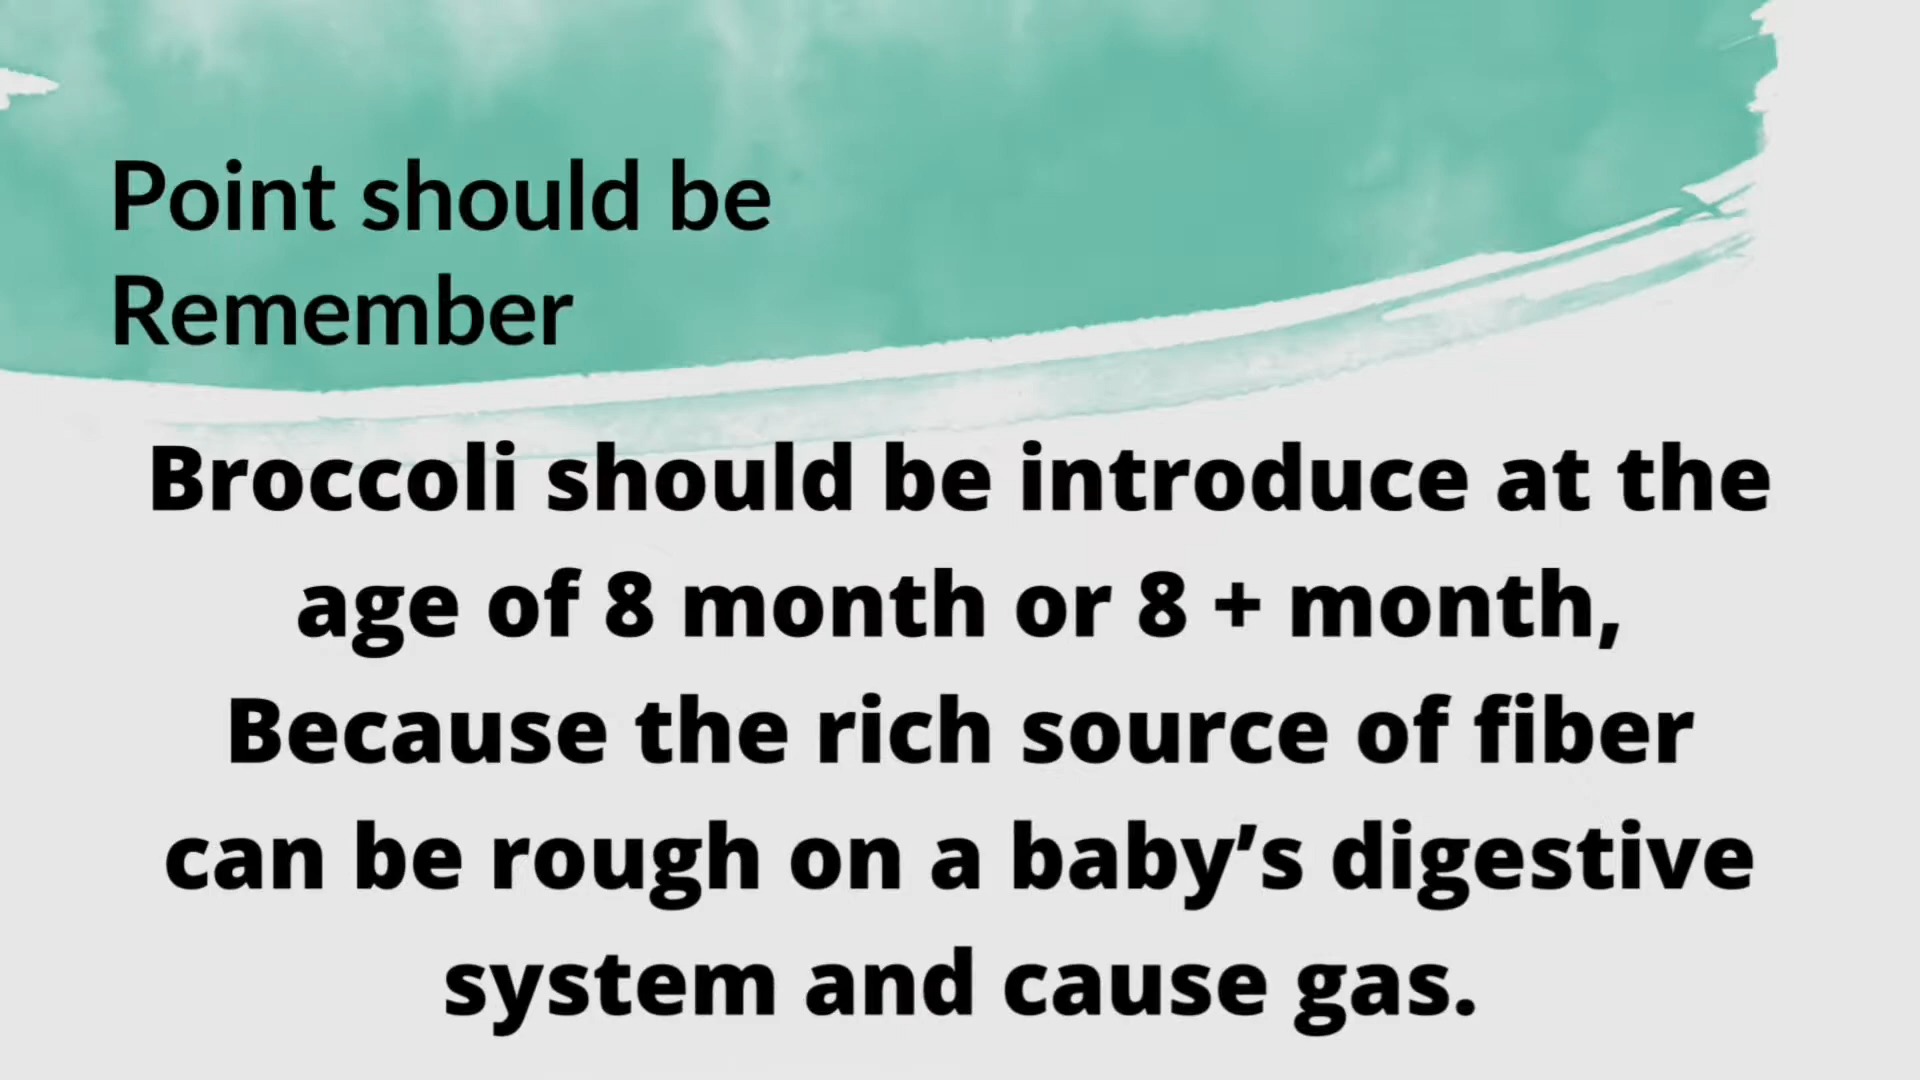 Point should be
Remember
Broccoli should be introduce at the
age of 8 month or 8 + month,
Because the rich source of fiber
can be rough on a baby’s digestive
system and cause gas.